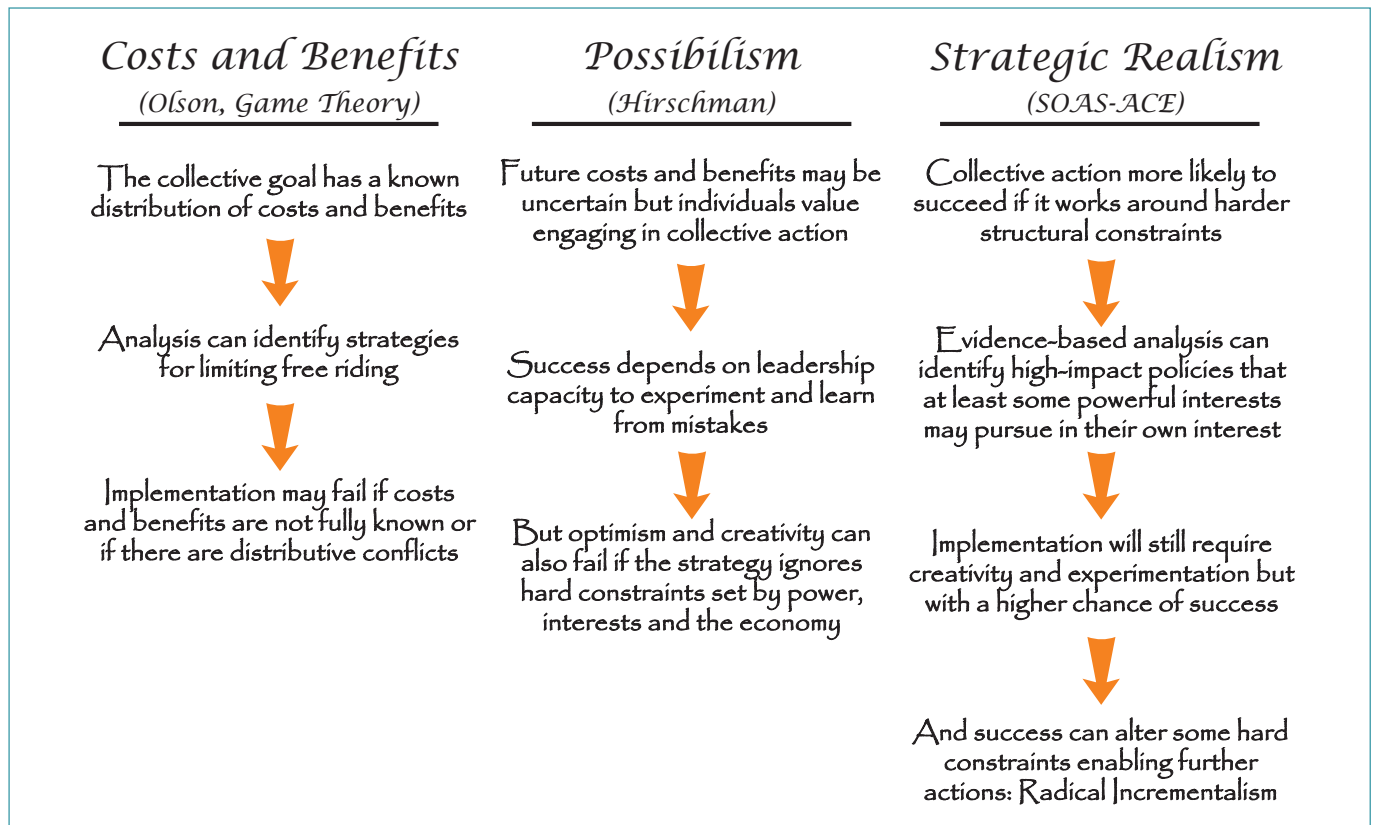 Costs and Benefits
(Olson, Game Theory)
The collective goal has a known
distribution of costs and benefits
Analysis can identify strategies
for limiting free riding
Implementation may fail if costs
and benefits are not fully known or
if there are distributive conflicts
Possibilism
(Hirschman)
Future costs and benefits may be
uncertain but individuals value
engaging in collective action
Success depends on leadership
capacity to experiment and learn
from mistakes
But optimism and creativity can
also fail if the strategy ignores
hard constraints set by power,
interests and the economy
Strategic Realism
(SOAS-ACE)
Collective action more likely to
succeed if it works around harder
structural constraints
Evidence-based analysis can
identify high-impact policies that
at least some powerful interests
may pursue in their own interest
Implementation will still require
creativity and experimentation but
with a higher chance of success
And success can alter some hard
constraints enabling further
actions: Radical Incrementalism